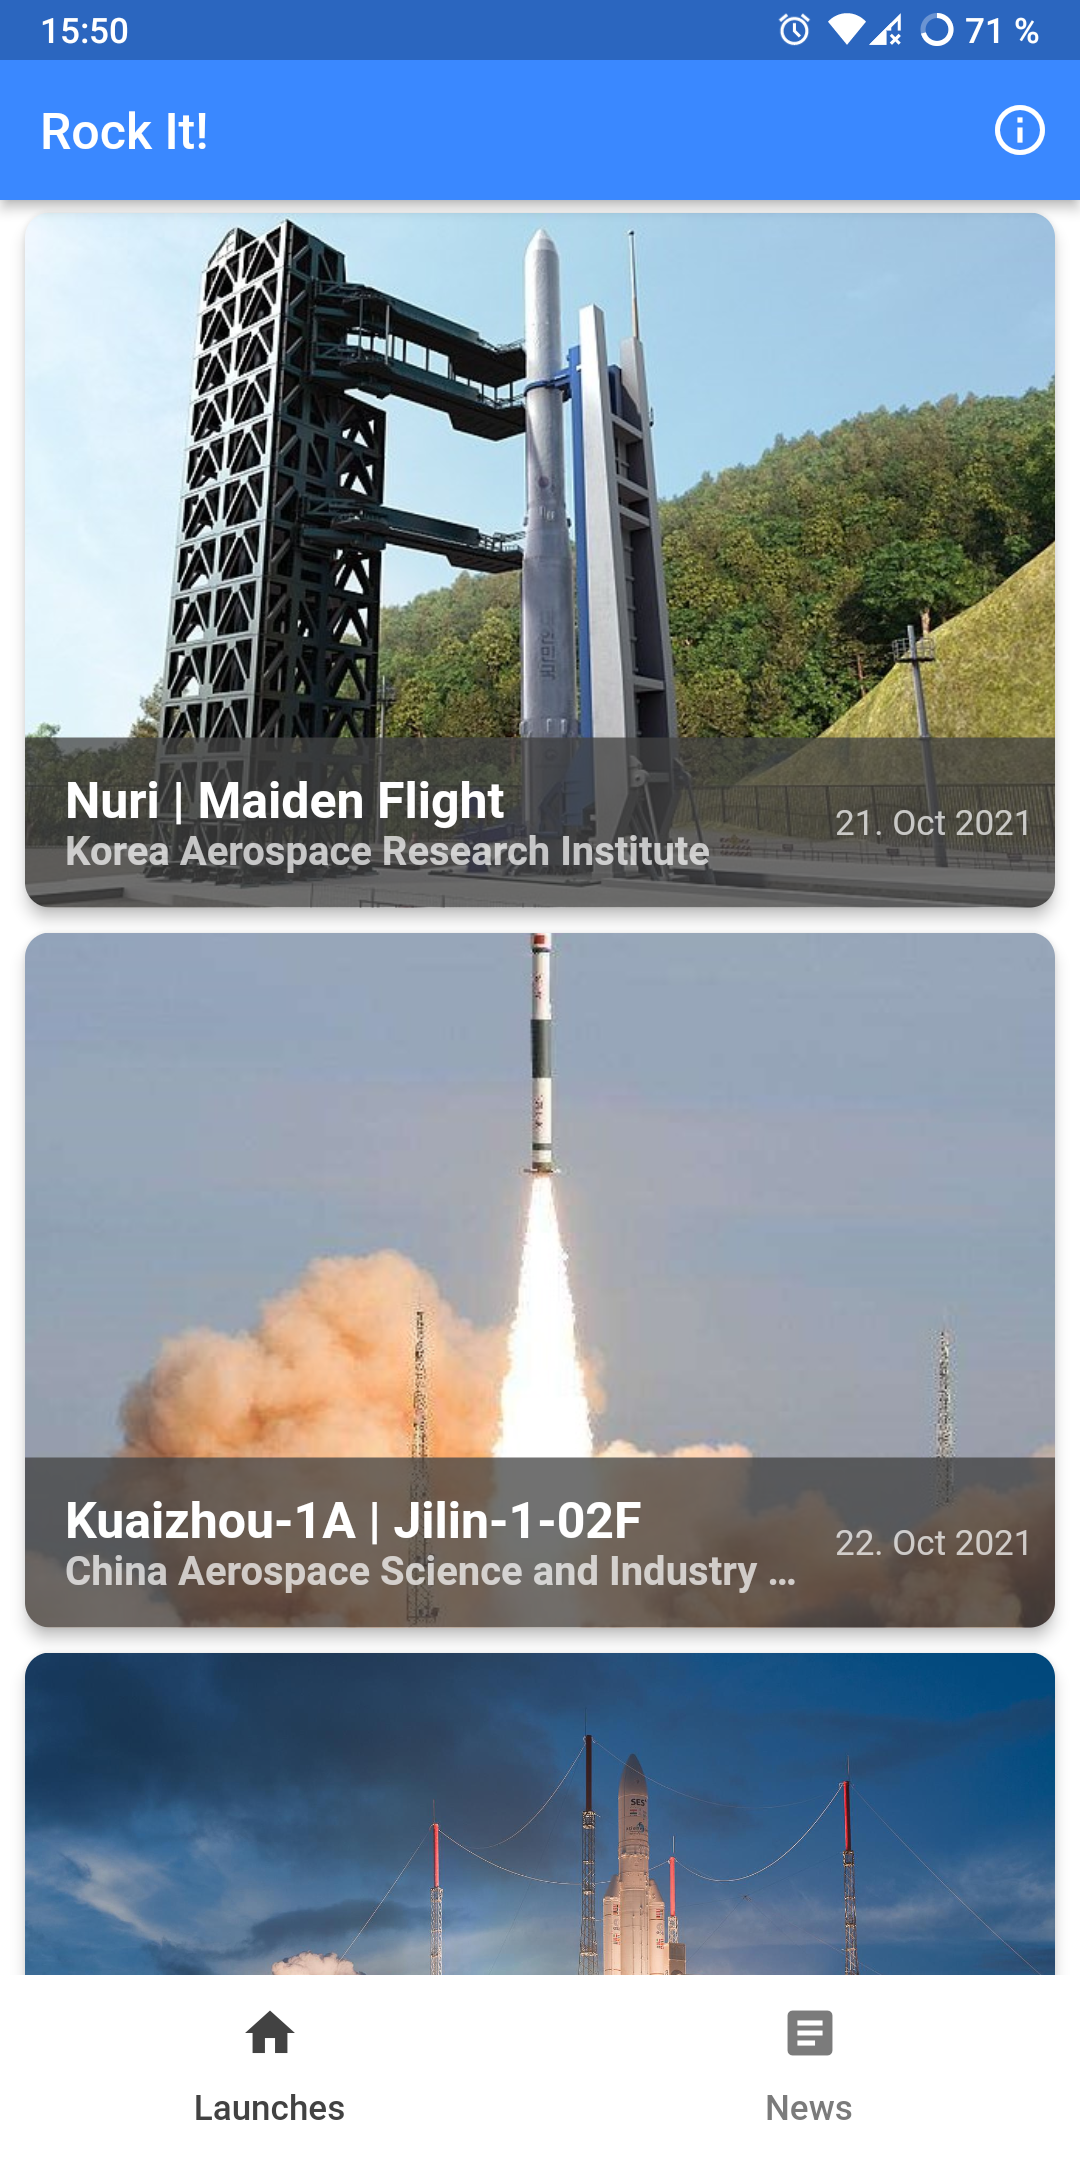 15:50
71 %
Rock It!
Nuri | Maiden Flight
Korea Aerospace Research Institute
21. Oct 2021
Kuaizhou-1A | Jilin-1-02F
China Aerospace Science and Industry ...
22. Oct 2021
SES
Launches
News